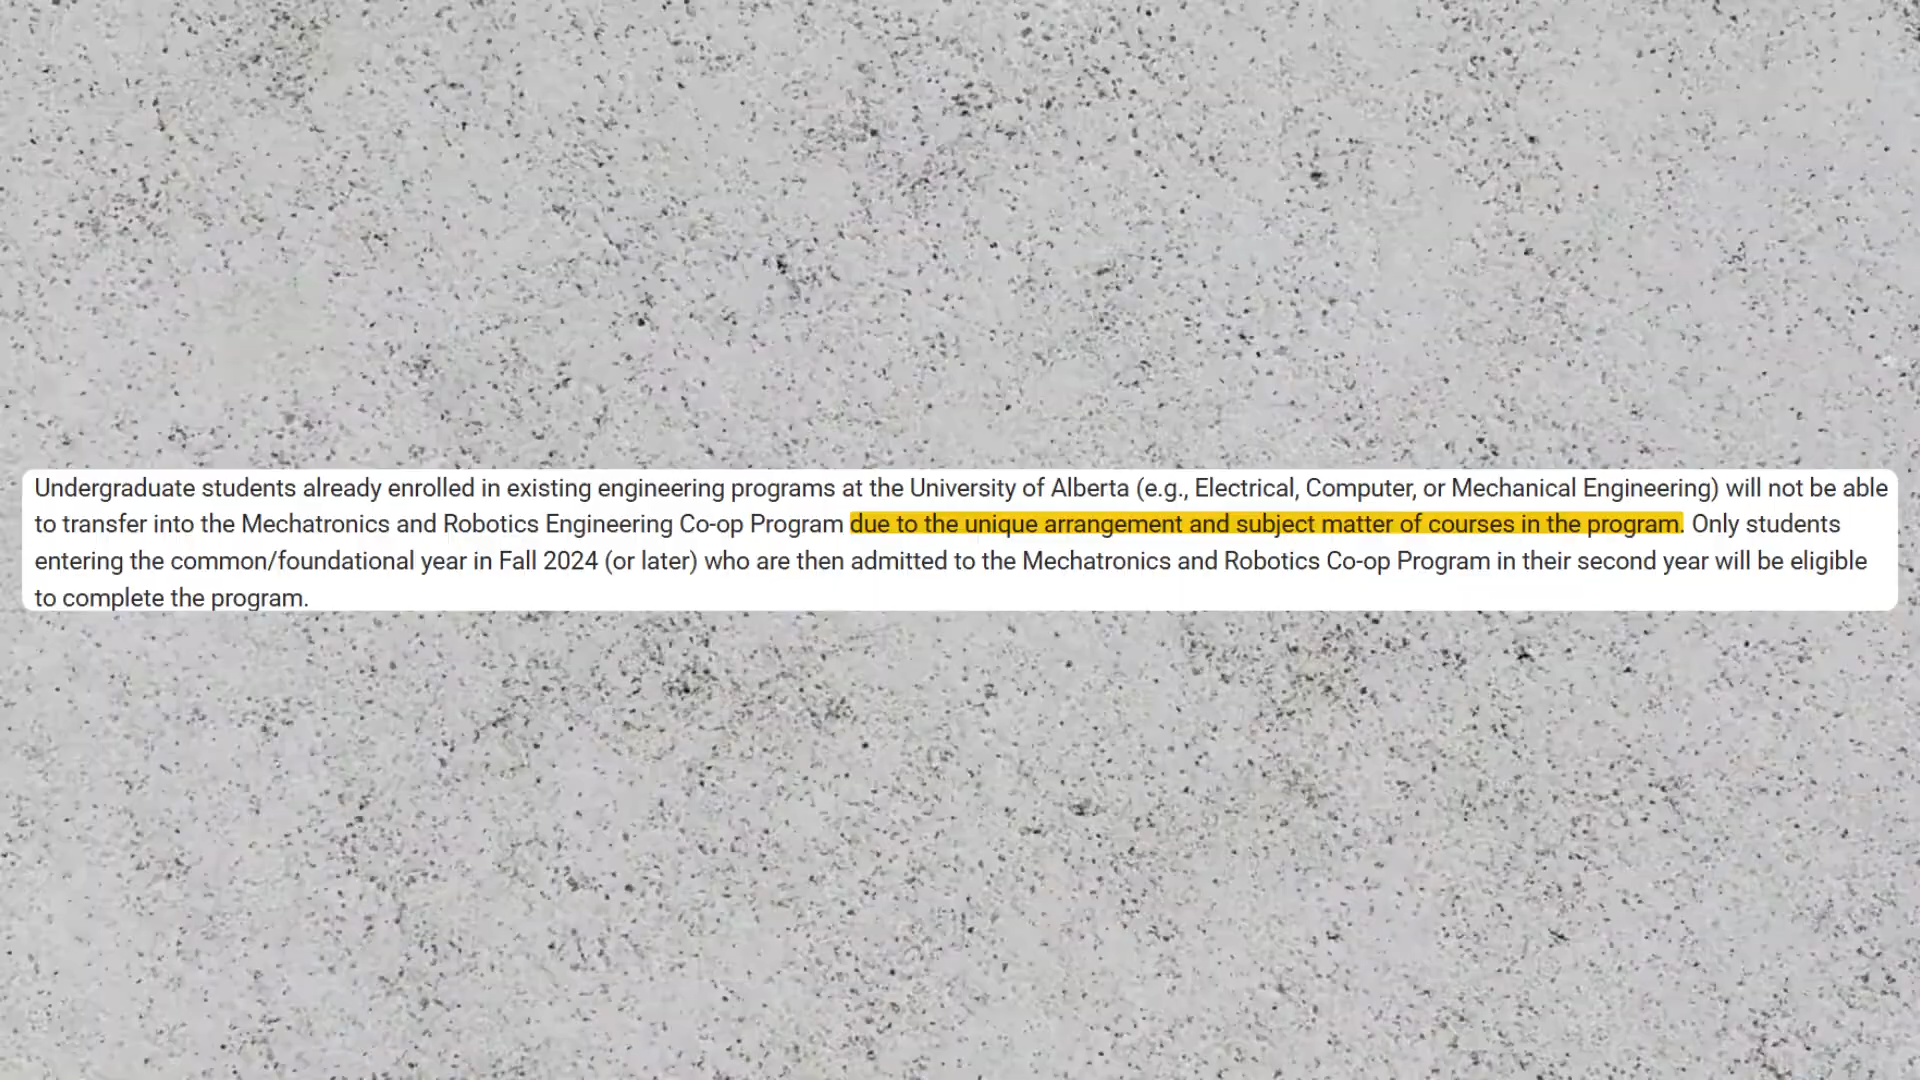 Undergraduate students already enrolled in existing engineering programs at the University of Alberta (e.g., Electrical, Computer, or Mechanical Engineering) will not be able
to transfer into the Mechatronics and Robotics Engineering Co-op Program due to the unique arrangement and subject matter of courses in the program. Only students
entering the common/foundational year in Fall 2024 (or later) who are then admitted to the Mechatronics and Robotics Co-op Program in their second year will be eligible
to complete the program.